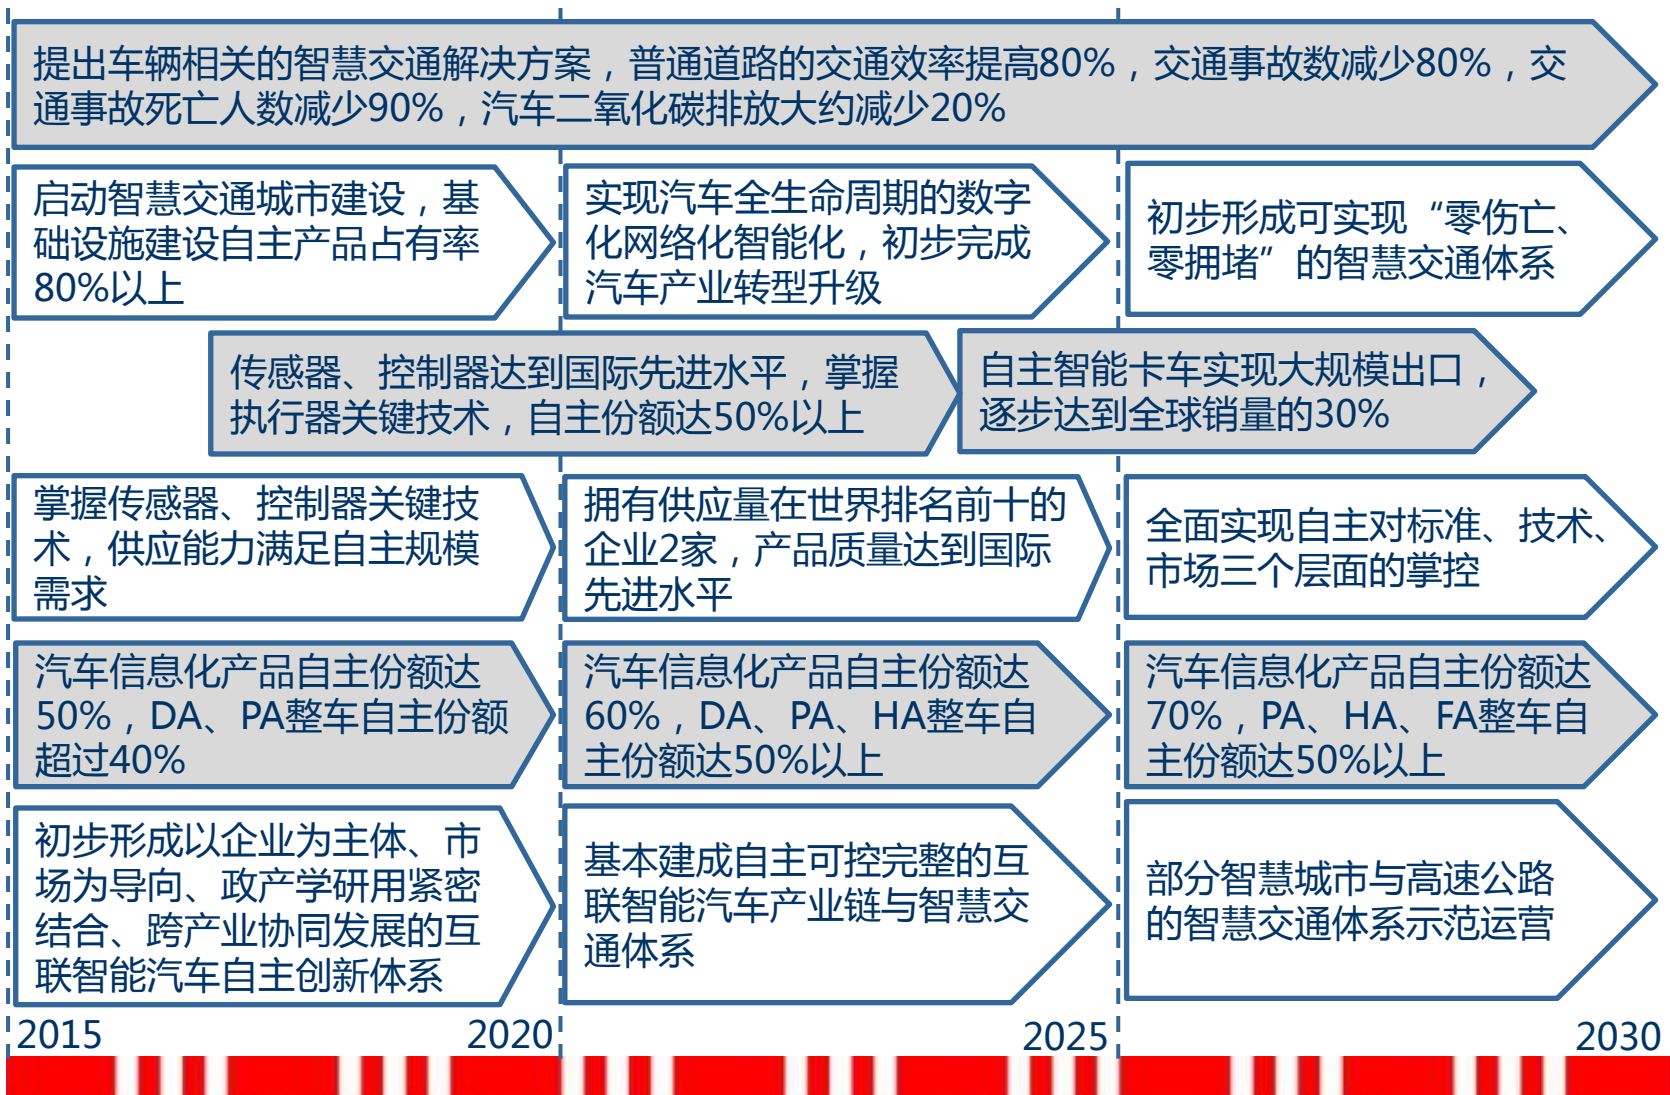 提出车辆相关的智慧交通解决方案，普通道路的交通效率提高80%，交通事故数减少80%，交
通事故死亡人数减少90%，汽车二氧化碳排放大约减少20%
启动智慧交通城市建设，基
础设施建设自主产品占有率
80%以上
实现汽车全生命周期的数字
化网络化智能化，初步完成
汽车产业转型升级
初步形成可实现“零伤亡、
零拥堵”的智慧交通体系
传感器、控制器达到国际先进水平，掌握
执行器关键技术，自主份额达50%以上
自主智能卡车实现大规模出口，
逐步达到全球销量的30%
掌握传感器、控制器关键技
术，供应能力满足自主规模
需求
拥有供应量在世界排名前十的
企业2家，产品质量达到国际
先进水平
全面实现自主对标准、技术、
市场三个层面的掌控
汽车信息化产品自主份额达
50%，DA、PA整车自主份额
超过40%
汽车信息化产品自主份额达
60%，DA、PA、HA整车自
主份额达50%以上
汽车信息化产品自主份额达
70%，PA、HA、FA整车自
主份额达50%以上
初步形成以企业为主体、市
场为导向、政产学研用紧密
结合、跨产业协同发展的互
联智能汽车自主创新体系
基本建成自主可控完整的互
联智能汽车产业链与智慧交
通体系
部分智慧城市与高速公路
的智慧交通体系示范运营
2015
2020
2025
2030